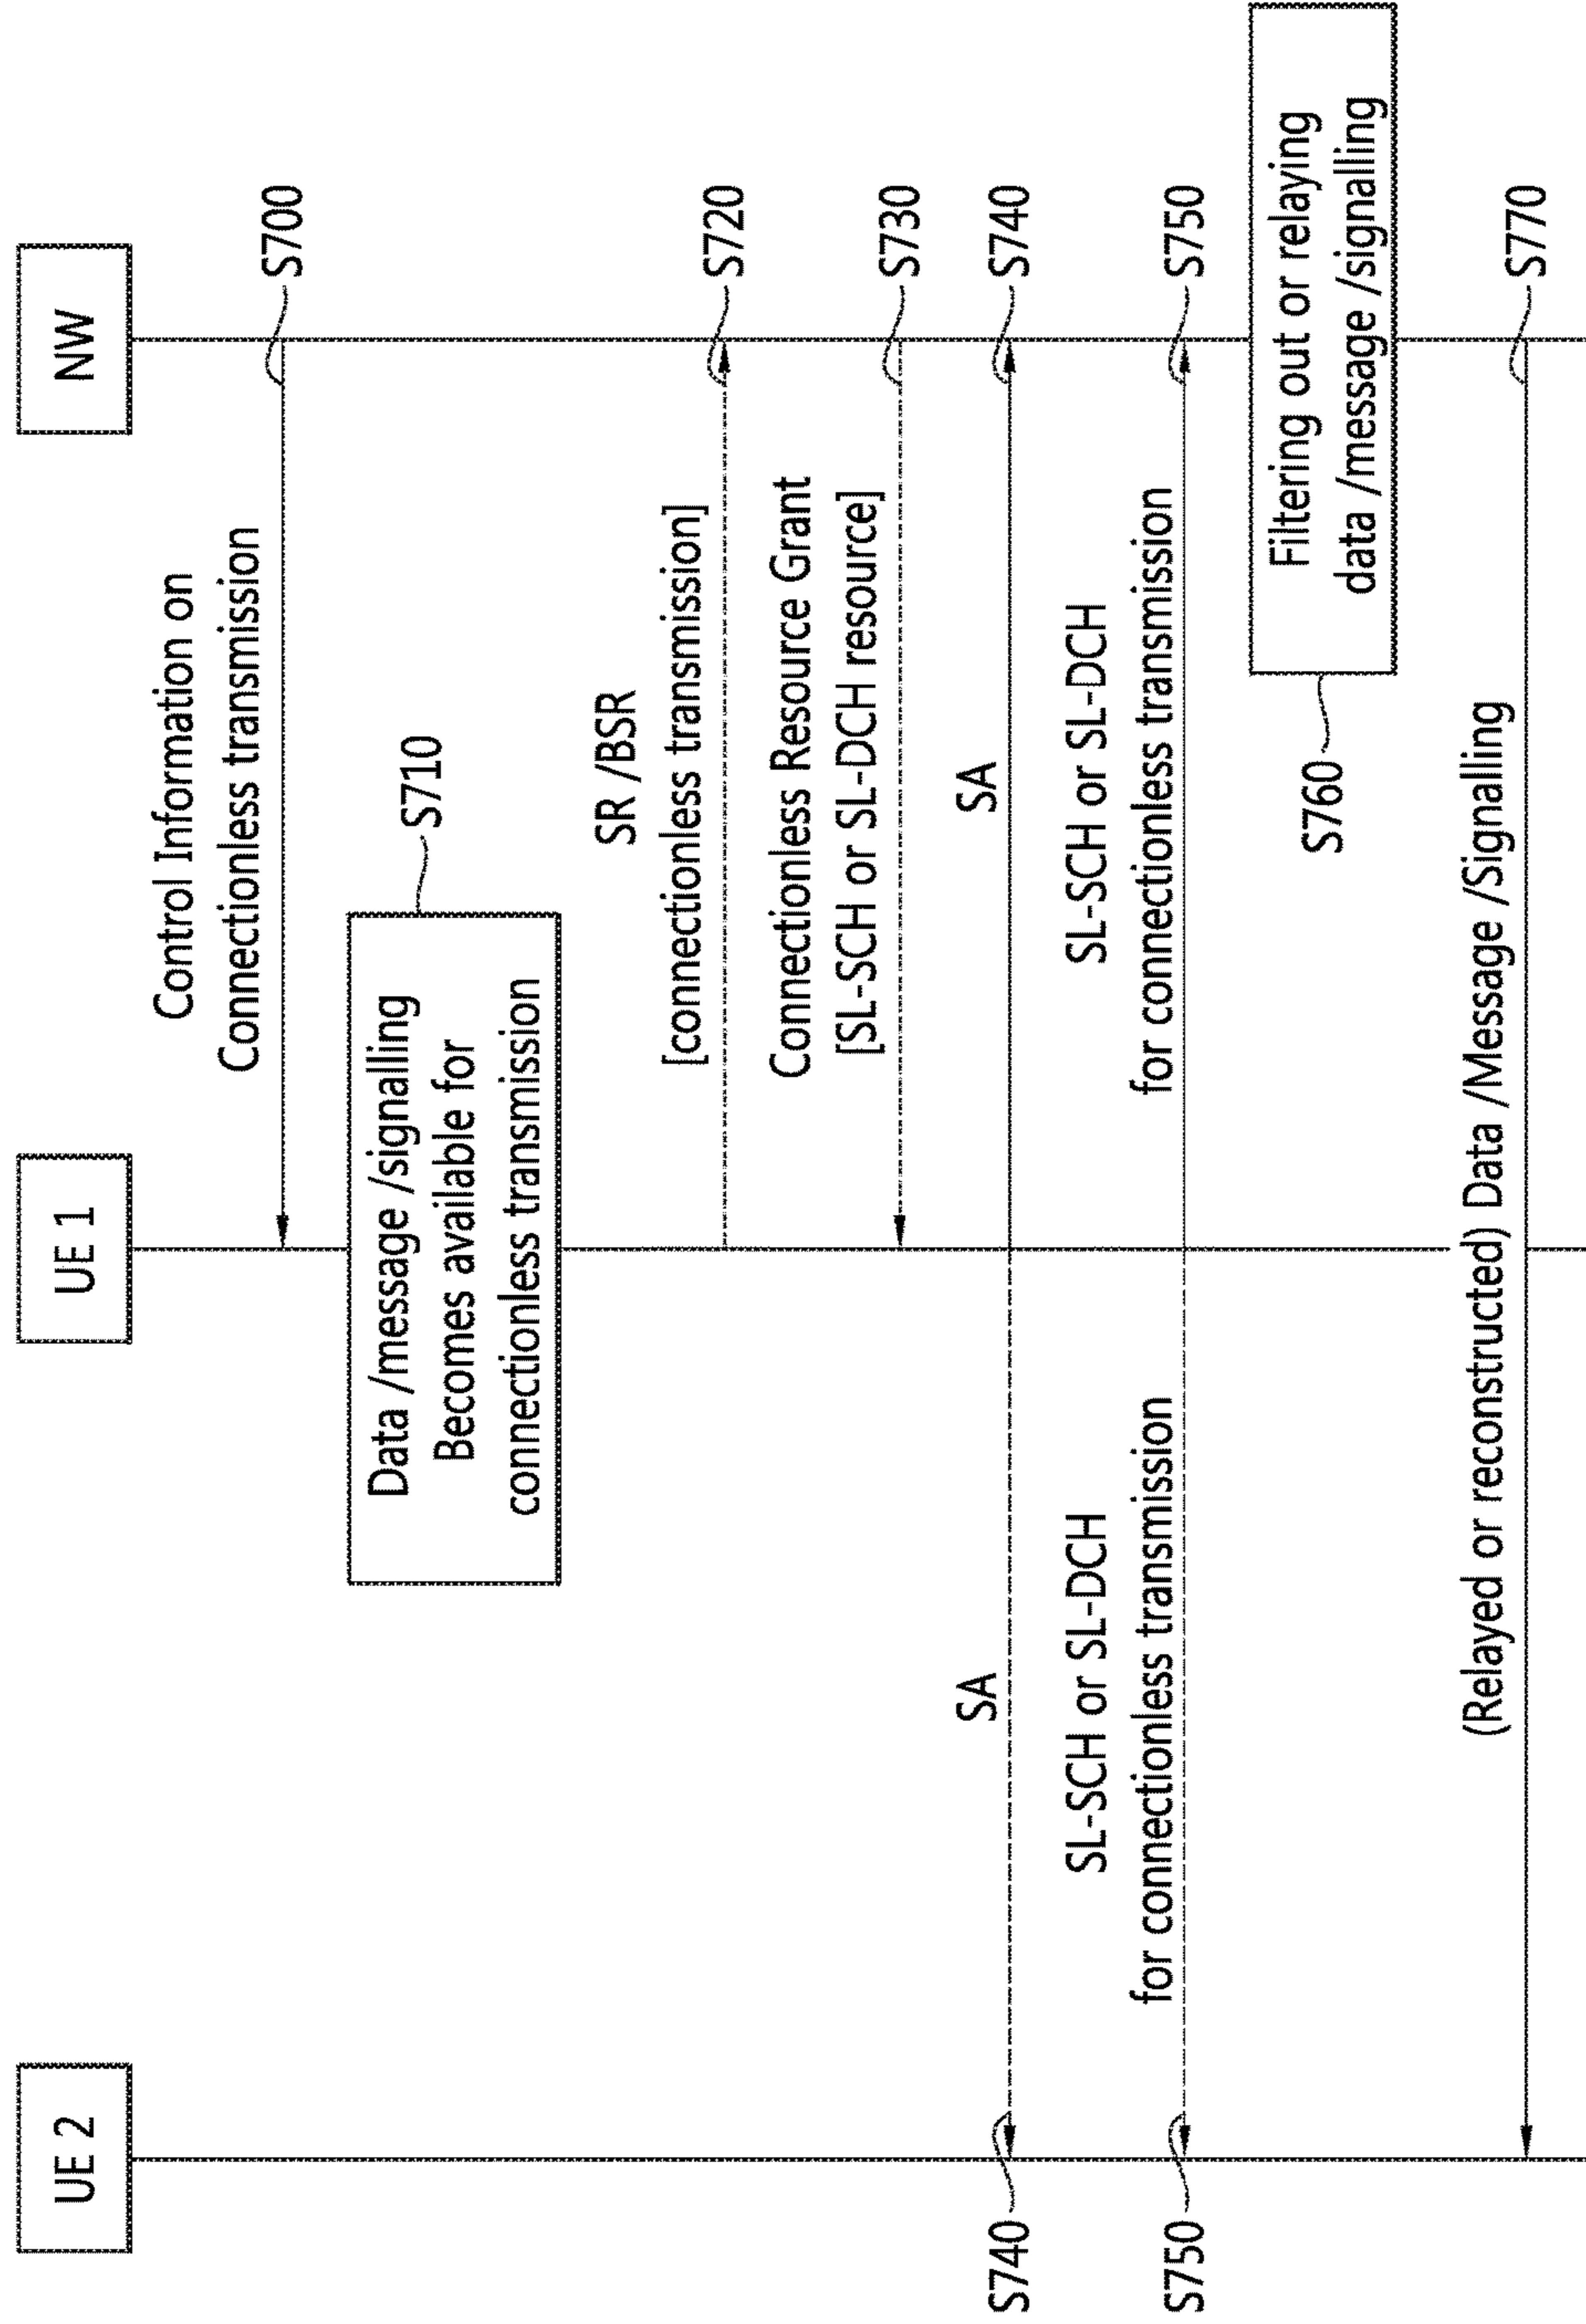 UE 2
UE 1
NW
Control Information on
Connectionless transmission
S700
Data /message /signalling
Becomes available for
connectionless transmission
S710
SR /BSR
[connectionless transmission]
S720
Connectionless Resource Grant
[SL-SCH or SL-DCH resource]
S730
S740
SA
SA
S740
S750
SL-SCH or SL-DCH
for connectionless transmission
SL-SCH or SL-DCH
for connectionless transmission
S750
S760
Filtering out or relaying
data /message /signalling
(Relayed or reconstructed) Data /Message /Signalling
S770